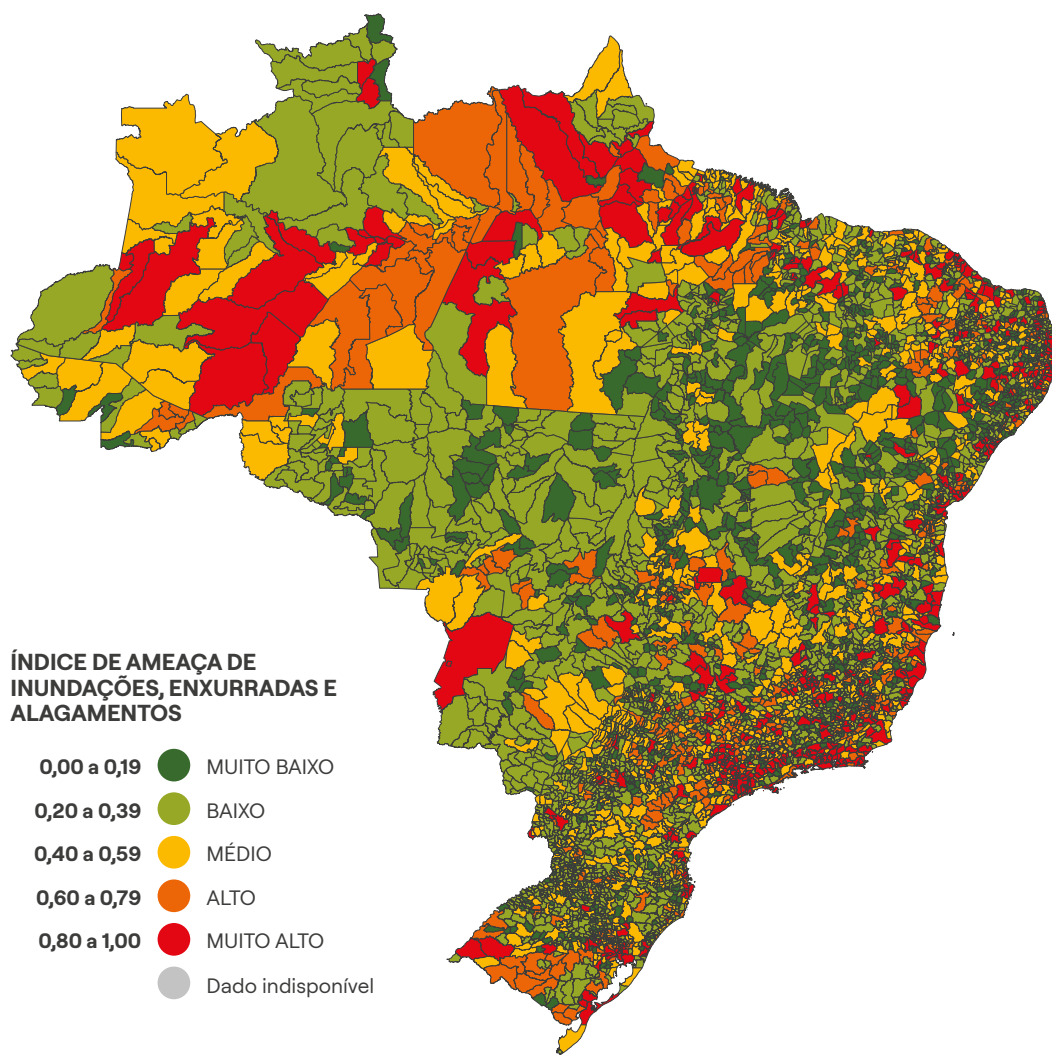 ÍNDICE DE AMEAÇA DE
INUNDAÇÕES, ENXURRADAS E
ALAGAMENTOS
0,00 a 0,19 MUITO BAIXO
0,20 a 0,39 BAIXO
0,40 a 0,59 MÉDIO
0,60 a 0,79 ALTO
0,80 a 1,00 MUITO ALTO
Dado indisponível